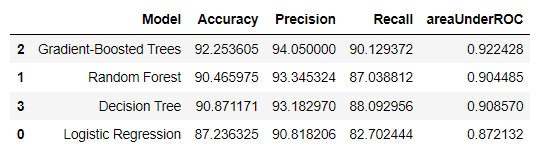 Model Accuracy Precision Recall areaUnderROC
2 Gradient-Boosted Trees 92.253605 94.050000 90.129372 0.922428
1 Random Forest 90.465975 93.345324 87.038812 0.904485
3 Decision Tree 90.871171 93.182970 88.092956 0.908570
0 Logistic Regression 87.236325 90.818206 82.702444 0.872132